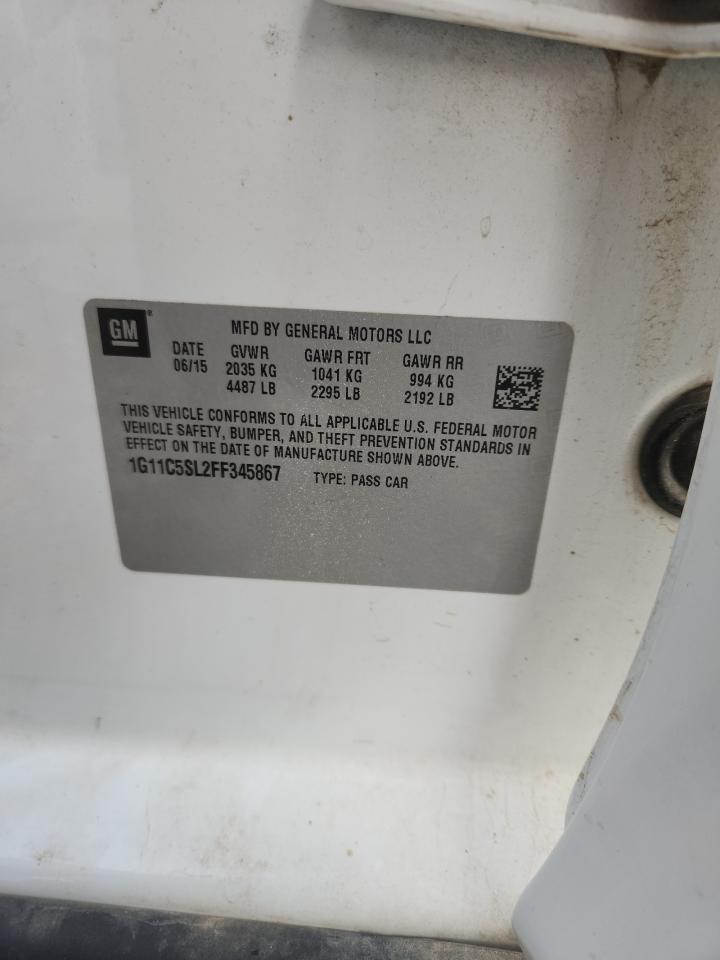 GM®
MFD BY GENERAL MOTORS LLC
DATE GVWR GAWR FRT GAWR RR
06/15 2035 KG 1041 KG 994 KG
4487 LB 2295 LB 2192 LB
THIS VEHICLE CONFORMS TO ALL APPLICABLE U.S. FEDERAL MOTOR
VEHICLE SAFETY, BUMPER, AND THEFT PREVENTION STANDARDS IN
EFFECT ON THE DATE OF MANUFACTURE SHOWN ABOVE.
1G11C5SL2FF345867 TYPE: PASS CAR